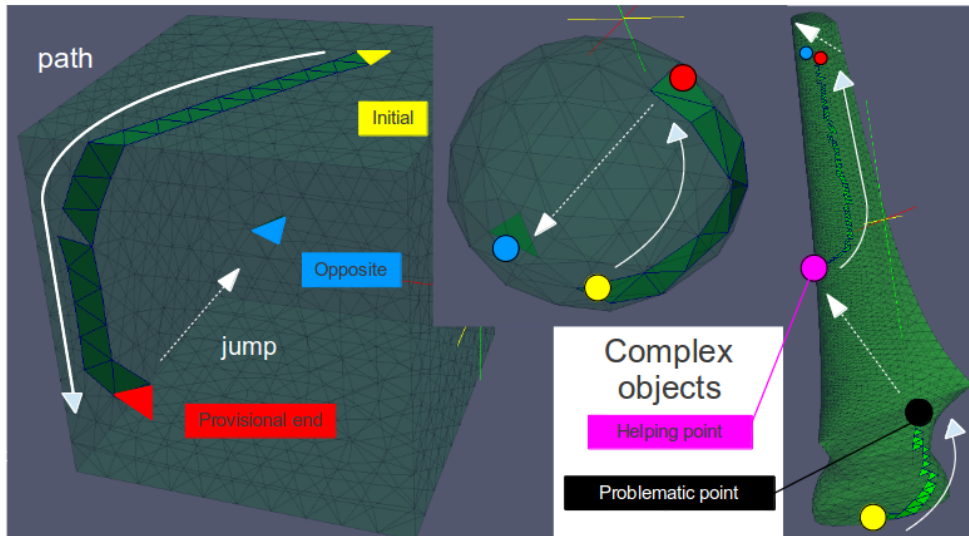 path
Initial
Opposite
jump
Provisional end
Complex
objects
Helping point
Problematic point